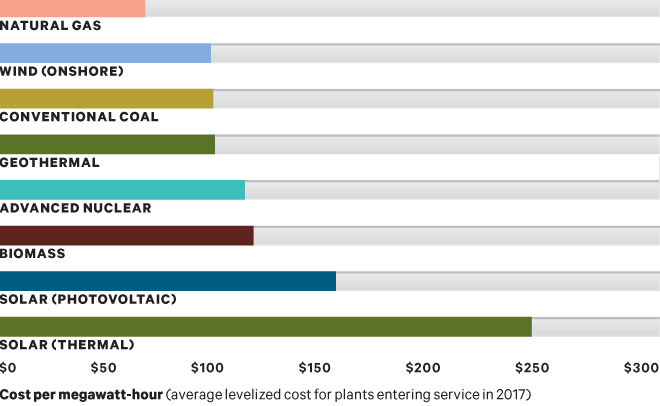 NATURAL GAS
WIND (ONSHORE)
CONVENTIONAL COAL
GEOTHERMAL
ADVANCED NUCLEAR
BIOMASS
SOLAR (PHOTOVOLTAIC)
SOLAR (THERMAL)
$0 $50 $100 $150 $200 $250 $300
Cost per megawatt-hour (average levelized cost for plants entering service in 2017)